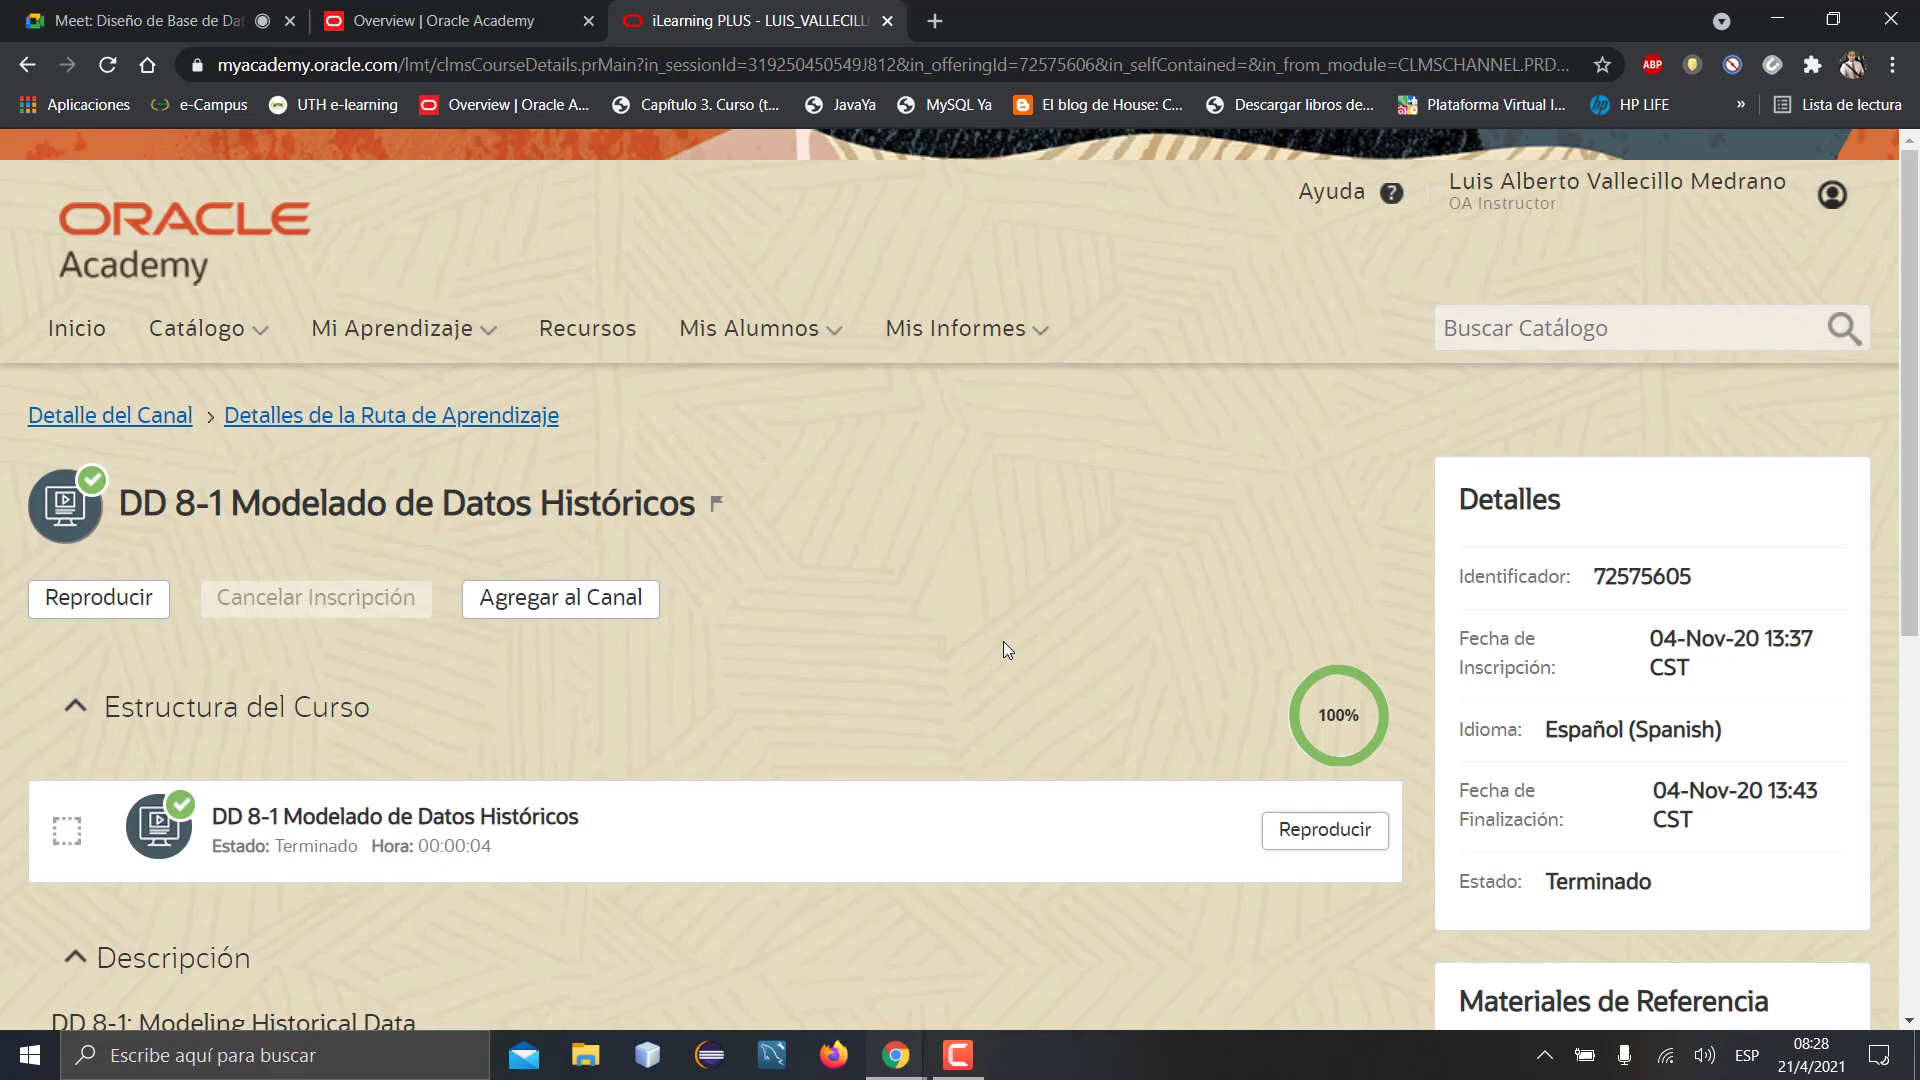 Meet: Diseño de Base de Dat
Overview | Oracle Academy
iLearning PLUS - LUIS_VALLECILLO
myacademy.oracle.com/lmt/clmsCourseDetails.prMain?in_sessionId=319250450549J812&in_offeringId=72575606&in_selfContained=&in_from_module=CLMSCHANNEL.PRD...
ABP
Aplicaciones
e-Campus
UTH e-learning
Overview | Oracle A...
Capítulo 3. Curso (t...
JavaYa
MySQL Ya
El blog de House: C...
Descargar libros de...
Plataforma Virtual I...
HP LIFE
»
Lista de lectura
Ayuda ?
Luis Alberto Vallecillo Medrano
OA Instructor
ORACLE
Academy
Inicio
Catálogo
Mi Aprendizaje
Recursos
Mis Alumnos
Mis Informes
Buscar Catálogo
Detalle del Canal > Detalles de la Ruta de Aprendizaje
DD 8-1 Modelado de Datos Históricos
Reproducir
Cancelar Inscripción
Agregar al Canal
Estructura del Curso
100%
DD 8-1 Modelado de Datos Históricos
Estado: Terminado Hora: 00:00:04
Reproducir
Descripción
DD 8-1: Modeling Historical Data
Detalles
Identificador: 72575605
Fecha de Inscripción: 04-Nov-20 13:37 CST
Idioma: Español (Spanish)
Fecha de Finalización: 04-Nov-20 13:43 CST
Estado: Terminado
Materiales de Referencia
Escribe aquí para buscar
ESP
08:28
21/4/2021